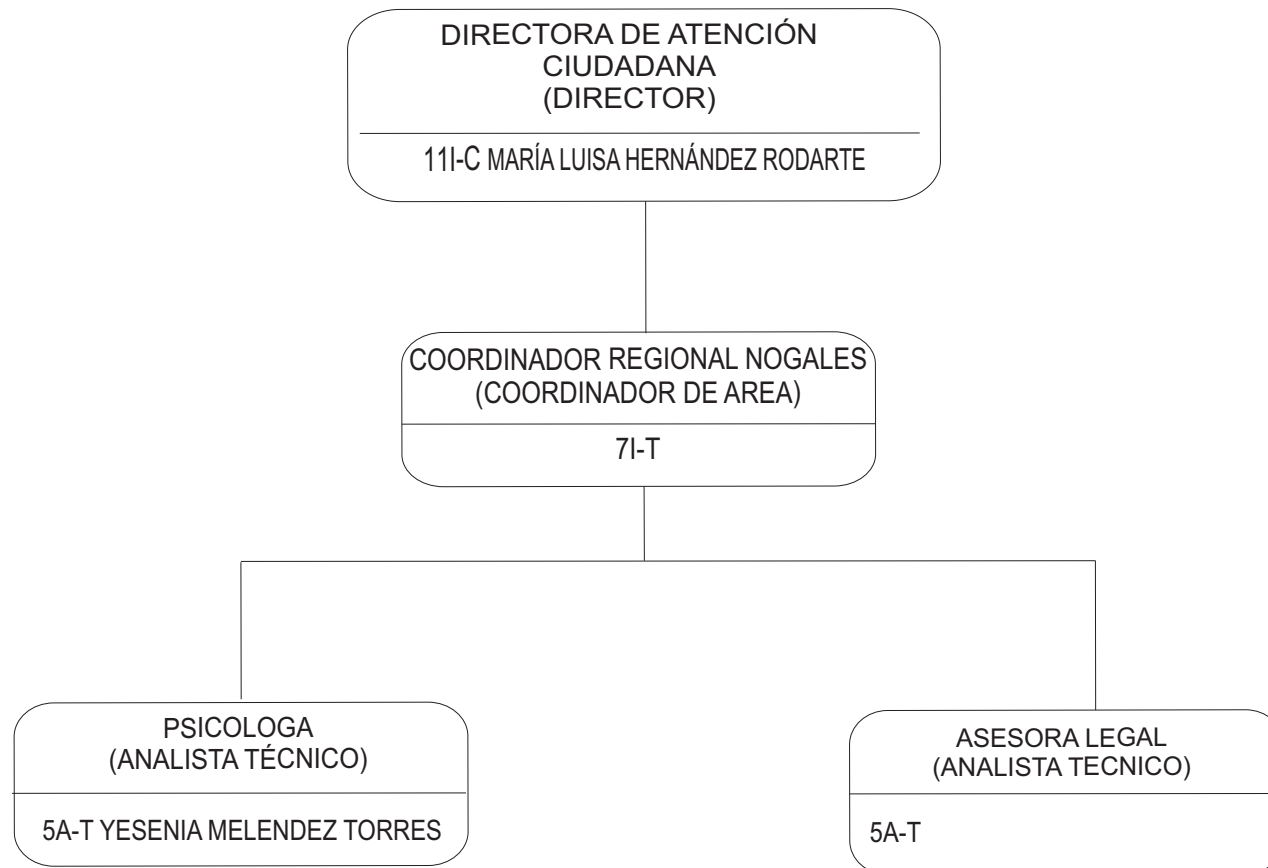 DIRECTORA DE ATENCIÓN
CIUDADANA
(DIRECTOR)
11I-C MARÍA LUISA HERNÁNDEZ RODARTE
COORDINADOR REGIONAL NOGALES
(COORDINADOR DE AREA)
7I-T
PSICOLOGA
(ANALISTA TÉCNICO)
5A-T YESENIA MELENDEZ TORRES
ASESORA LEGAL
(ANALISTA TECNICO)
5A-T